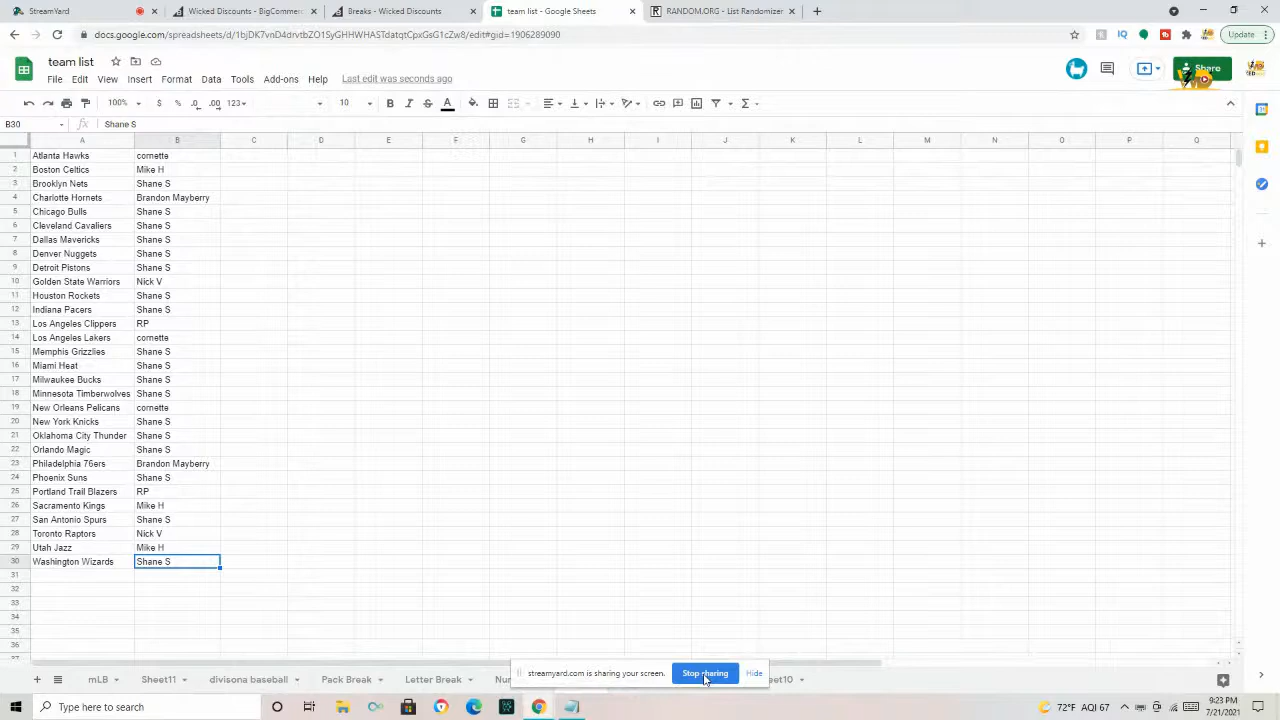 StreamYard
Wicked Discounts - BigCommerc
Breaks - Wicked Discounts
team list - Google Sheets
RANDOM.ORG - List Randomizer
docs.google.com/spreadsheets/d/1bjDK7vnD4drvtbZO1SyGHHWHASTdatqtCpxGsG1cZw8/edit#gid=1906289090
Update
team list
File Edit View Insert Format Data Tools Add-ons Help Last edit was seconds ago
Share
100% $ % .0 .00 123 10
B30 fx Shane S
A B C D E F G H I J K L M N O P Q
1 Atlanta Hawks cornette
2 Boston Celtics Mike H
3 Brooklyn Nets Shane S
4 Charlotte Hornets Brandon Mayberry
5 Chicago Bulls Shane S
6 Cleveland Cavaliers Shane S
7 Dallas Mavericks Shane S
8 Denver Nuggets Shane S
9 Detroit Pistons Shane S
10 Golden State Warriors Nick V
11 Houston Rockets Shane S
12 Indiana Pacers Shane S
13 Los Angeles Clippers RP
14 Los Angeles Lakers cornette
15 Memphis Grizzlies Shane S
16 Miami Heat Shane S
17 Milwaukee Bucks Shane S
18 Minnesota Timberwolves Shane S
19 New Orleans Pelicans cornette
20 New York Knicks Shane S
21 Oklahoma City Thunder Shane S
22 Orlando Magic Shane S
23 Philadelphia 76ers Brandon Mayberry
24 Phoenix Suns Shane S
25 Portland Trail Blazers RP
26 Sacramento Kings Mike H
27 San Antonio Spurs Shane S
28 Toronto Raptors Nick V
29 Utah Jazz Mike H
30 Washington Wizards Shane S
31
32
33
34
35
36
streamyard.com is sharing your screen. Stop sharing Hide
mLB Sheet11 divisona baseball Pack Break Letter Break
Type here to search
72°F AQI 67
9:23 PM
7/21/2021